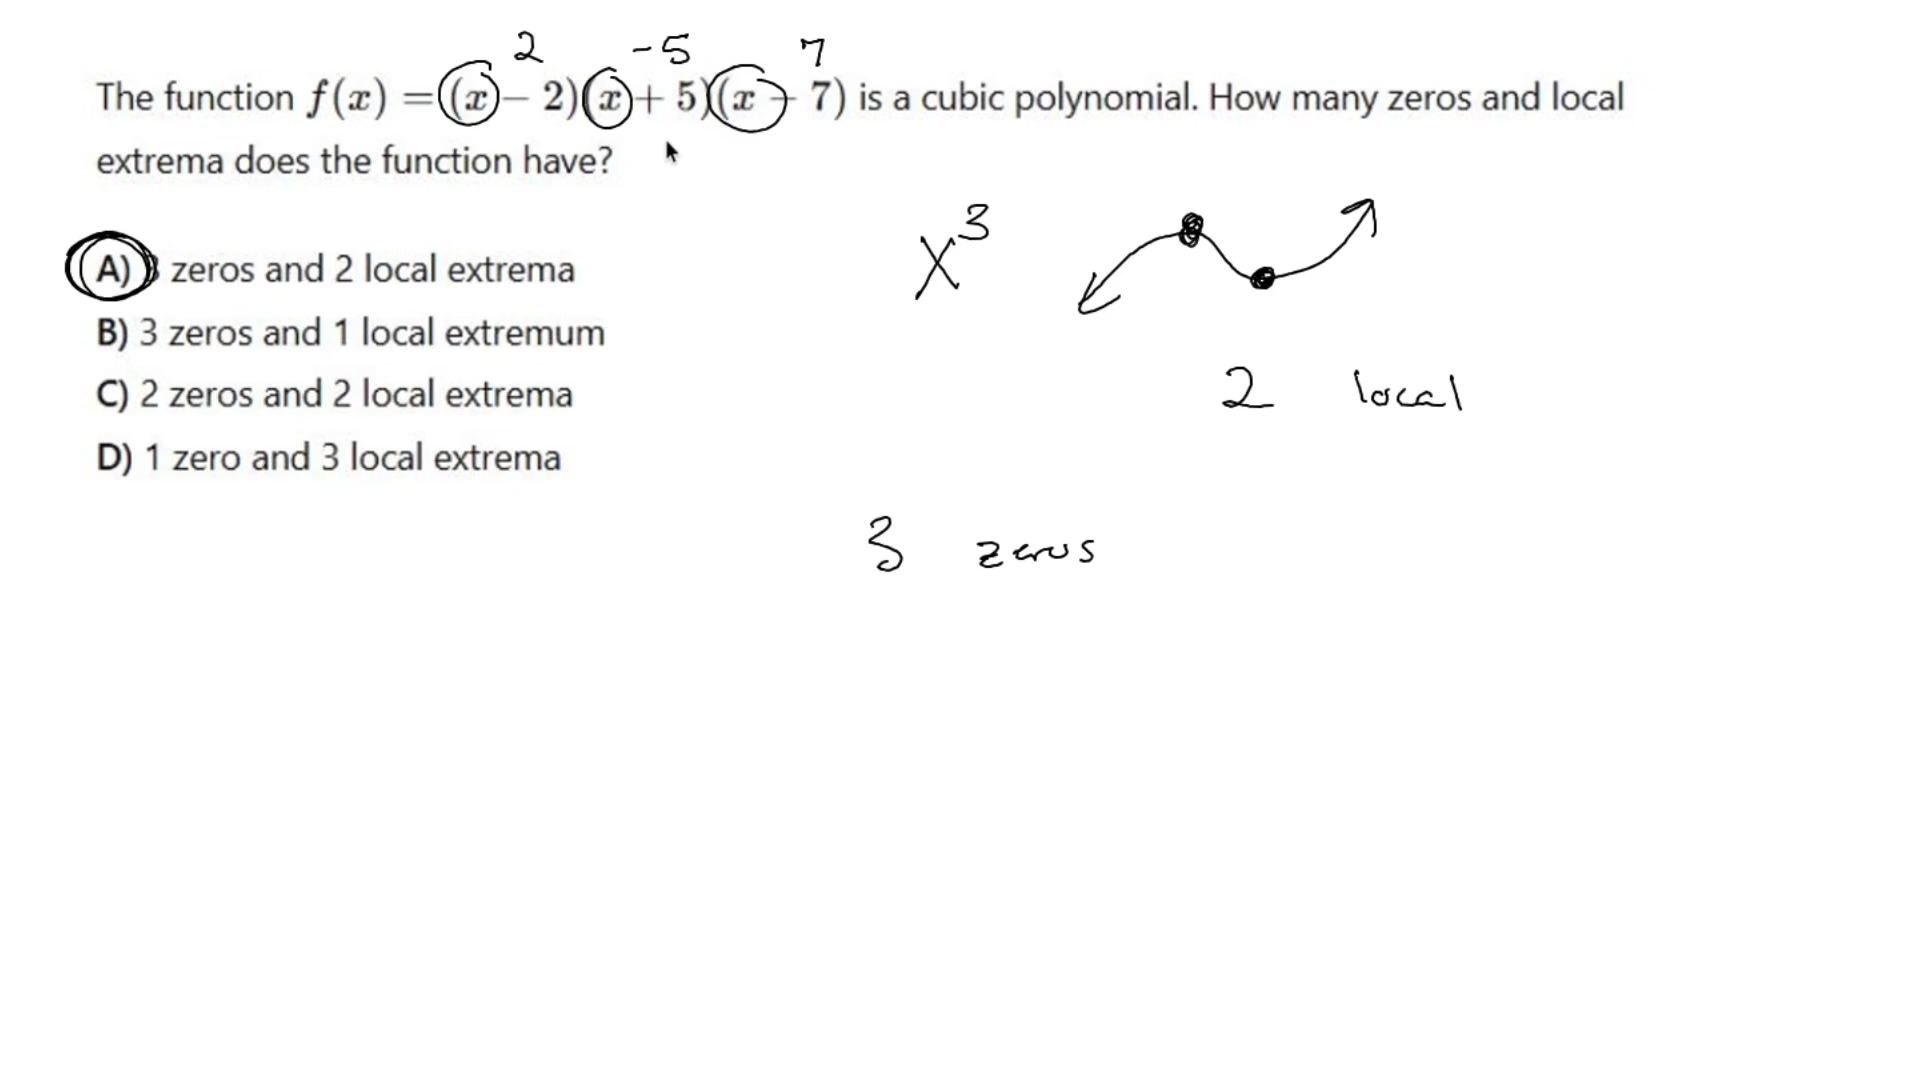 2 -5 7
The function f(x) = (x − 2)(x + 5)(x − 7) is a cubic polynomial. How many zeros and local
extrema does the function have?
x³
A) 3 zeros and 2 local extrema
B) 3 zeros and 1 local extremum
C) 2 zeros and 2 local extrema
2 local
D) 1 zero and 3 local extrema
3 zeros